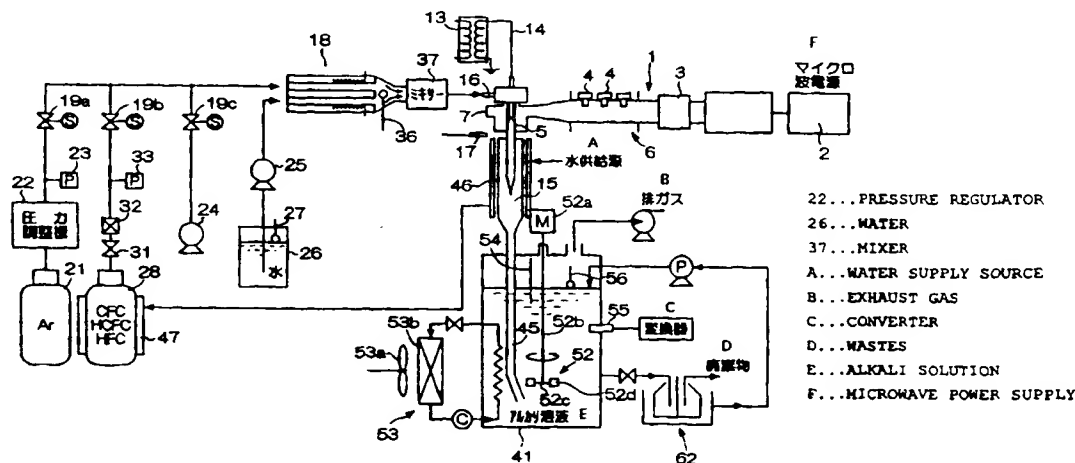 13
14
18
37
ミキサー
16
7
5
4
4
1
3
6
F
マイクロ
波電源
2
19a
S
19b
S
19c
S
36
17
A
水供給源
46
15
B
排ガス
23
P
33
P
22
圧力
調整器
32
31
24
25
27
26
水
52a
M
54
56
P
21
Ar
28
CFC
HCFC
HFC
47
53b
53a
53
C
45
52b
52
52c
52d
アルカリ溶液
E
41
55
C
変換器
D
廃棄物
62
22...PRESSURE REGULATOR
26...WATER
37...MIXER
A...WATER SUPPLY SOURCE
B...EXHAUST GAS
C...CONVERTER
D...WASTES
E...ALKALI SOLUTION
F...MICROWAVE POWER SUPPLY